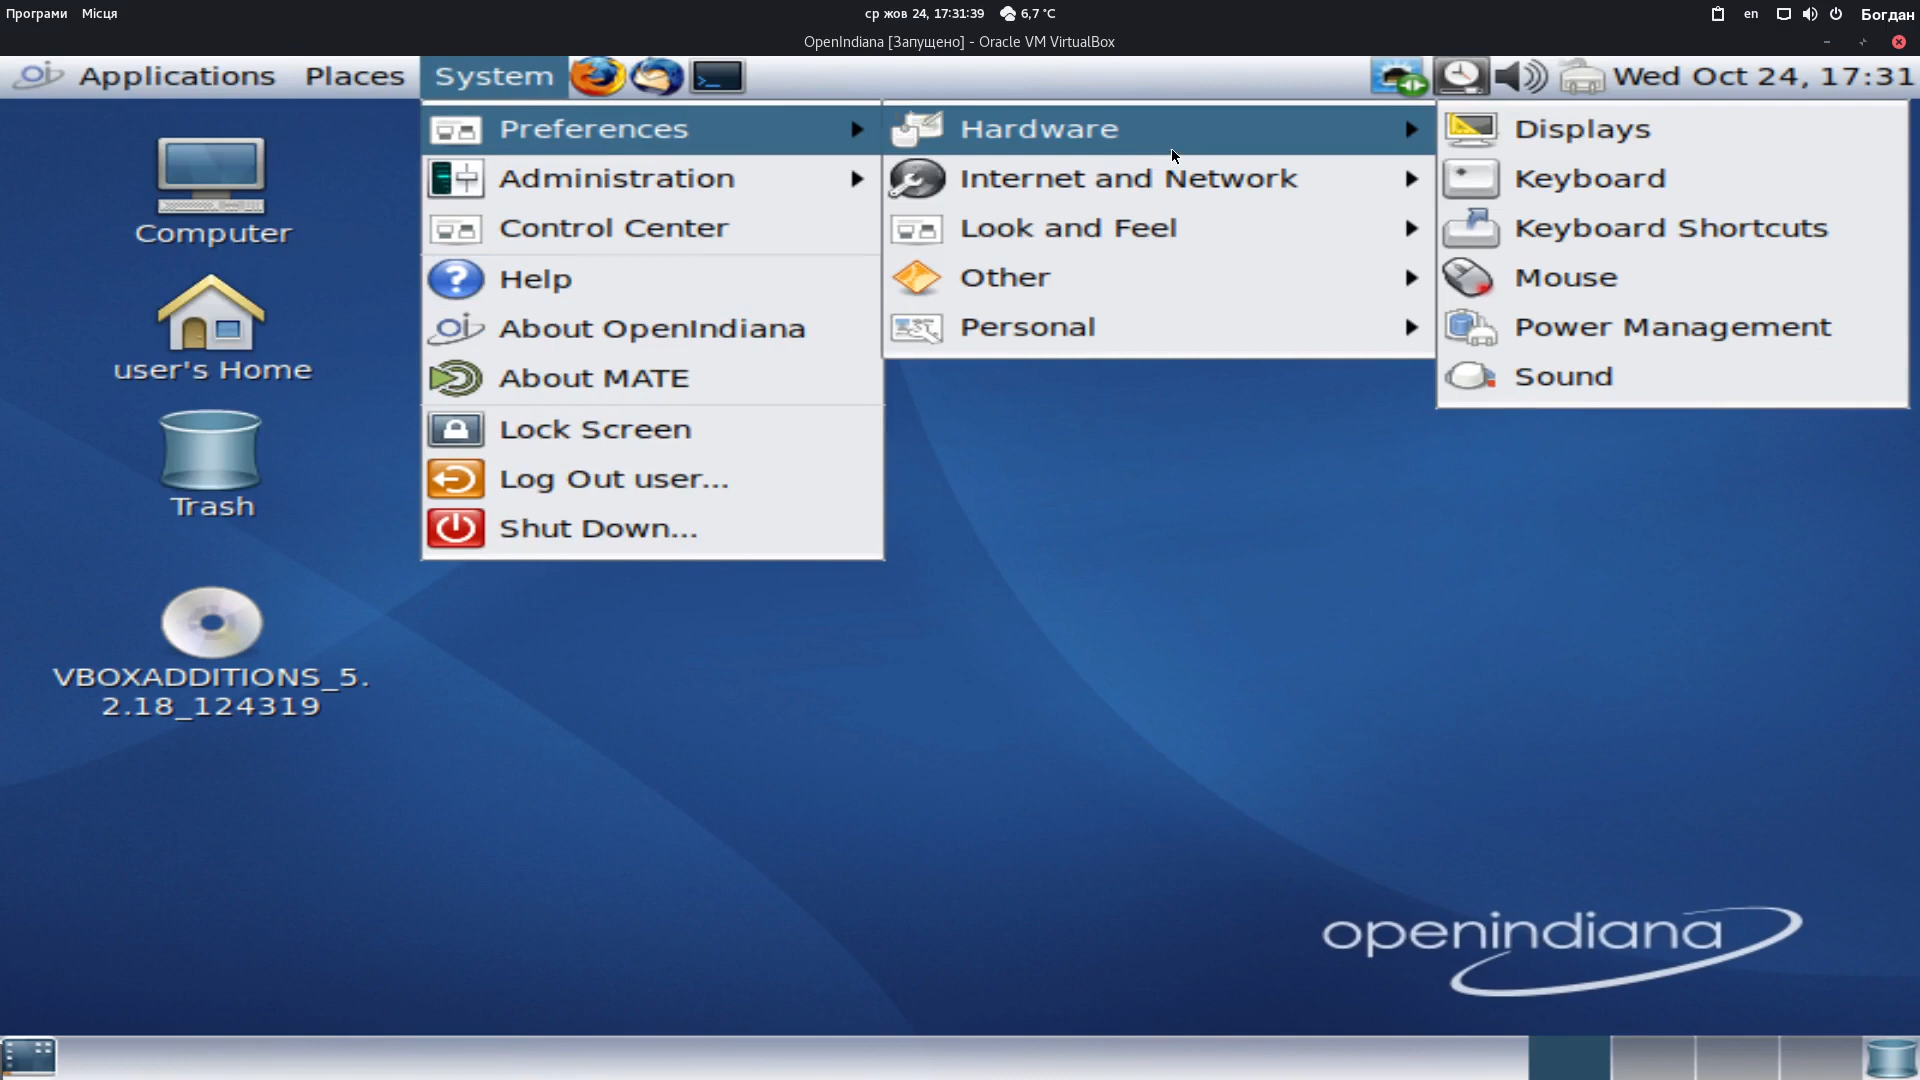 Програми Місця ср жов 24, 17:31:39 6,7 °C en Богдан
OpenIndiana [Запущено] - Oracle VM VirtualBox
Applications Places System Wed Oct 24, 17:31
Preferences
Administration
Control Center
Help
About OpenIndiana
About MATE
Lock Screen
Log Out user...
Shut Down...
Hardware
Internet and Network
Look and Feel
Other
Personal
Displays
Keyboard
Keyboard Shortcuts
Mouse
Power Management
Sound
Computer
user's Home
Trash
VBOXADDITIONS_5.
2.18_124319
openindiana